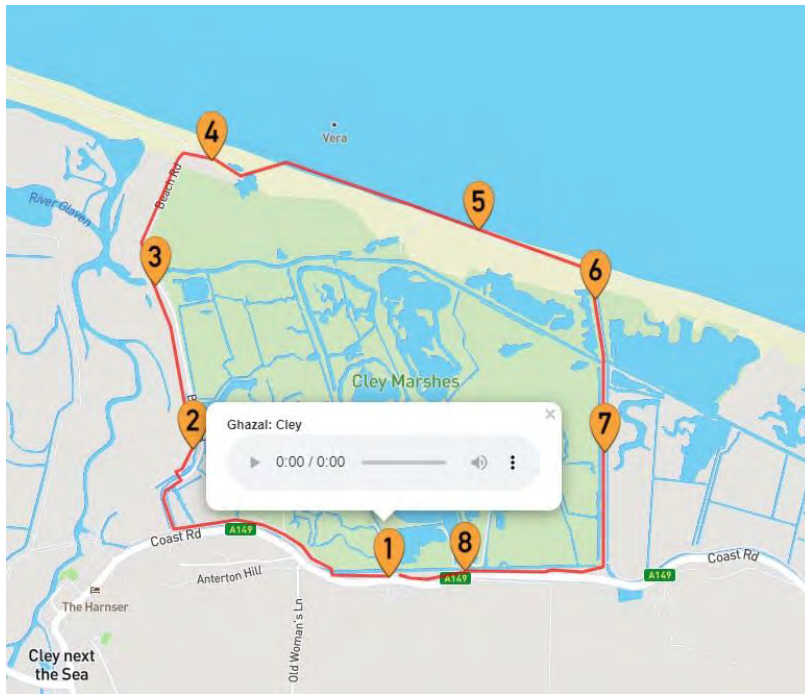 4
Vera
Beach Rd
River Glaven
5
3
6
Cley Marshes
2
B
7
Ghazal: Cley
×
0:00 / 0:00
1
8
Coast Rd
A149
A149
A149
Coast Rd
Anterton Hill
The Harnser
Old Woman's Ln
Cley next
the Sea